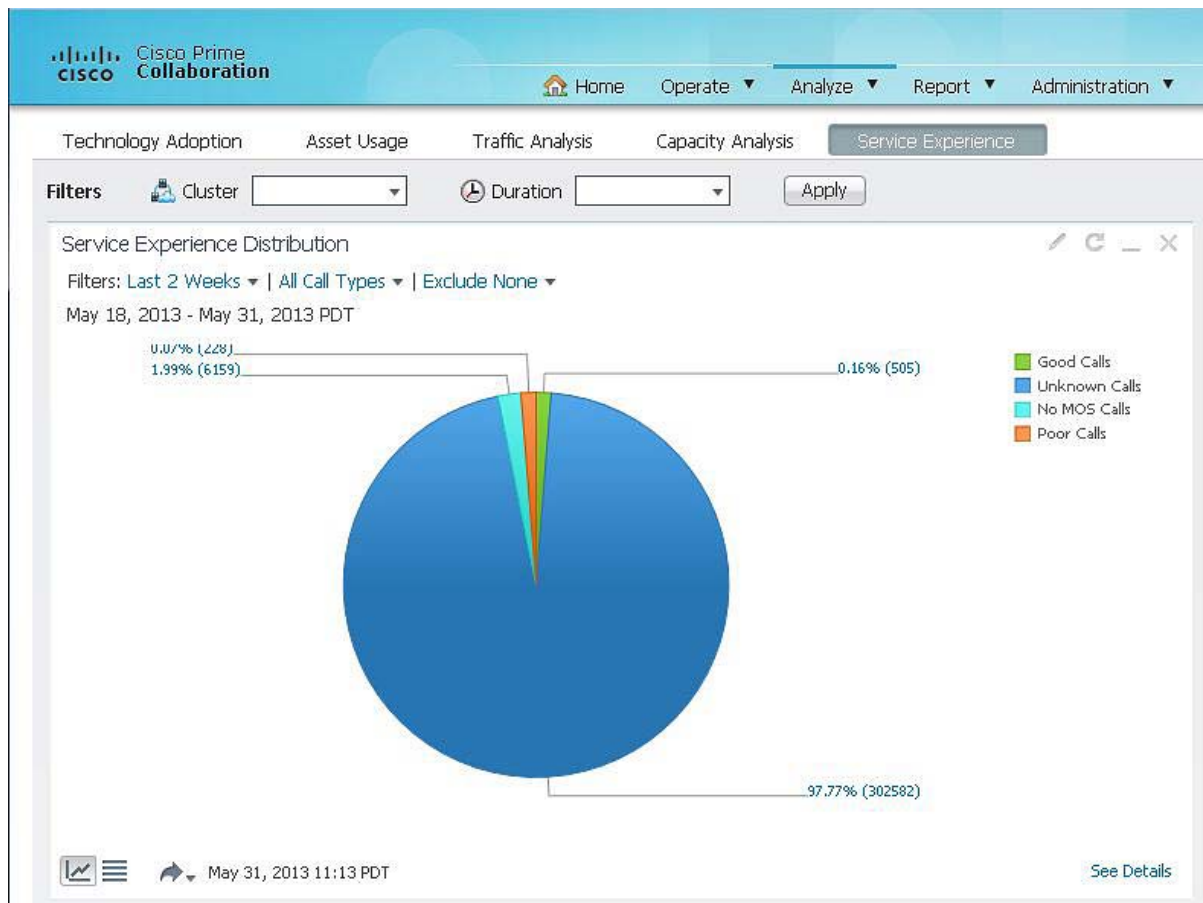 Cisco Prime
CISCO Collaboration
Home Operate Analyze Report Administration
Technology Adoption Asset Usage Traffic Analysis Capacity Analysis Service Experience
Filters Cluster Duration Apply
Service Experience Distribution
Filters: Last 2 Weeks | All Call Types | Exclude None
May 18, 2013 - May 31, 2013 PDT
0.07% (228)
1.99% (6159)
0.16% (505)
Good Calls
Unknown Calls
No MOS Calls
Poor Calls
97.77% (302582)
May 31, 2013 11:13 PDT
See Details